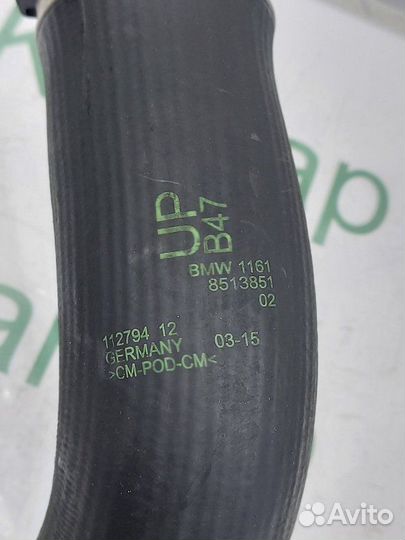 UP
B47
BMW 1161
8513851
02
112794 12
GERMANY 03-15
>CM-POD-CM<
Avito